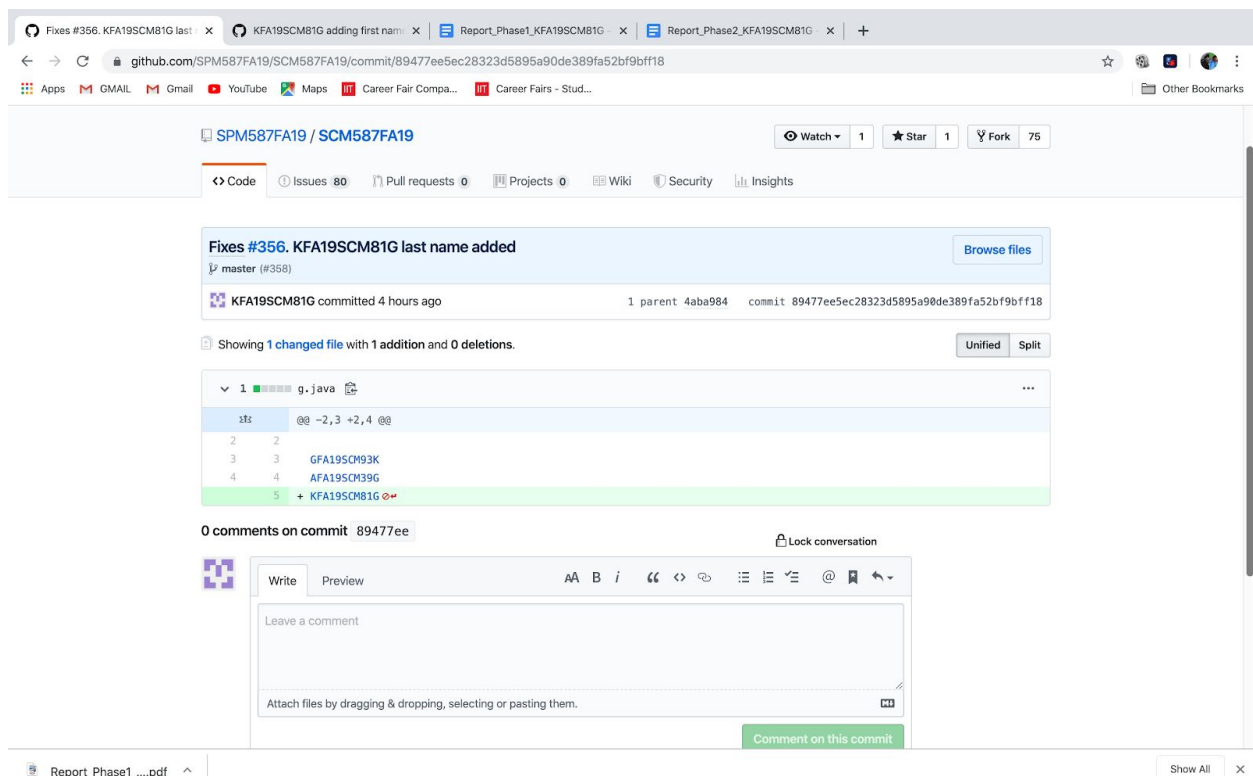 Fixes #356. KFA19SCM81G last
KFA19SCM81G adding first nam
Report_Phase1_KFA19SCM81G -
Report_Phase2_KFA19SCM81G -
github.com/SPM587FA19/SCM587FA19/commit/89477ee5ec28323d5895a90de389fa52bf9bff18
Apps GMAIL Gmail YouTube Maps Career Fair Compa... Career Fairs - Stud... Other Bookmarks
SPM587FA19 / SCM587FA19 Watch 1 Star 1 Fork 75
Code Issues 80 Pull requests 0 Projects 0 Wiki Security Insights
Fixes #356. KFA19SCM81G last name added Browse files
master (#358)
KFA19SCM81G committed 4 hours ago 1 parent 4aba984 commit 89477ee5ec28323d5895a90de389fa52bf9bff18
Showing 1 changed file with 1 addition and 0 deletions. Unified Split
1 g.java ...
@@ -2,3 +2,4 @@
2 2
3 3 GFA19SCM93K
4 4 AFA19SCM39G
5 + KFA19SCM81G
0 comments on commit 89477ee
Lock conversation
Write Preview AA B i
Leave a comment
Attach files by dragging & dropping, selecting or pasting them.
Comment on this commit
Report_Phase1_....pdf Show All